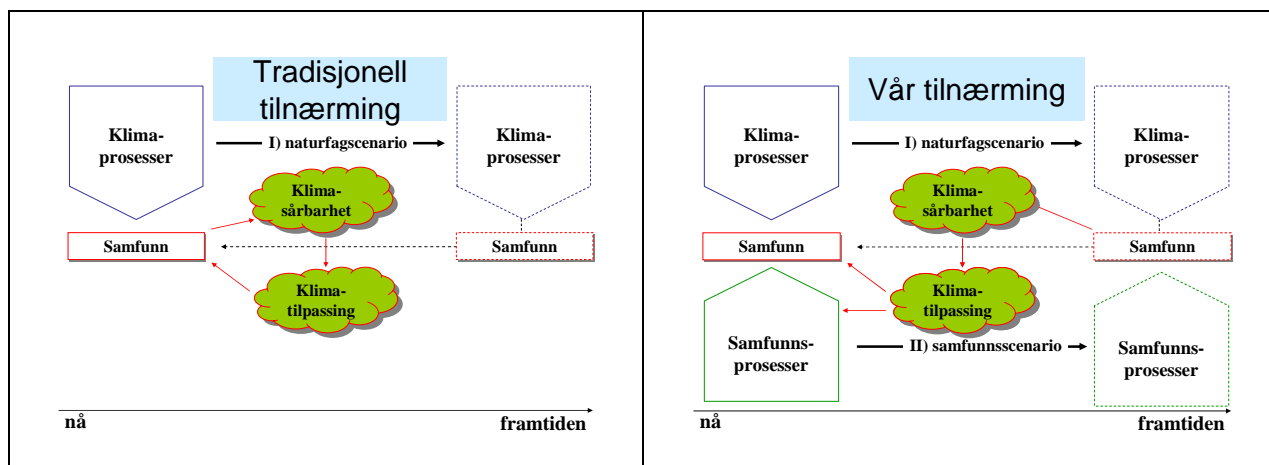 Tradisjonell
tilnærming
Klima-
prosesser
I) naturfagscenario
Klima-
prosesser
Klima-
sårbarhet
Samfunn
Samfunn
Klima-
tilpassing
nå
framtiden
Vår tilnærming
Klima-
prosesser
I) naturfagscenario
Klima-
prosesser
Klima-
sårbarhet
Samfunn
Samfunn
Klima-
tilpassing
Samfunns-
prosesser
II) samfunnsscenario
Samfunns-
prosesser
nå
framtiden